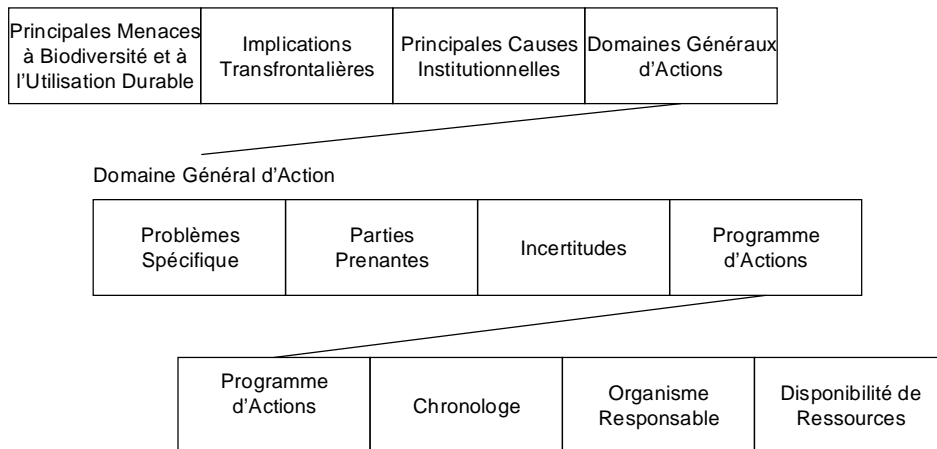 Principales Menaces
à Biodiversité et à
l'Utilisation Durable
Implications
Transfrontalières
Principales Causes
Institutionnelles
Domaines Généraux
d'Actions
Domaine Général d'Action
Problèmes
Spécifique
Parties
Prenantes
Incertitudes
Programme
d'Actions
Programme
d'Actions
Chronologe
Organisme
Responsable
Disponibilité de
Ressources